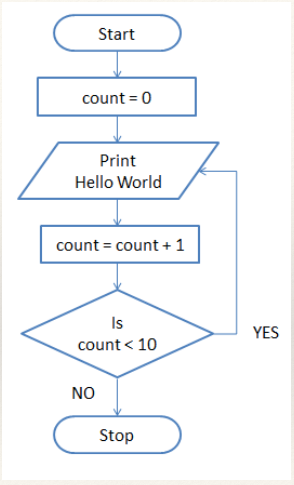 Start
count = 0
Print
Hello World
count = count + 1
Is
count < 10
YES
NO
Stop